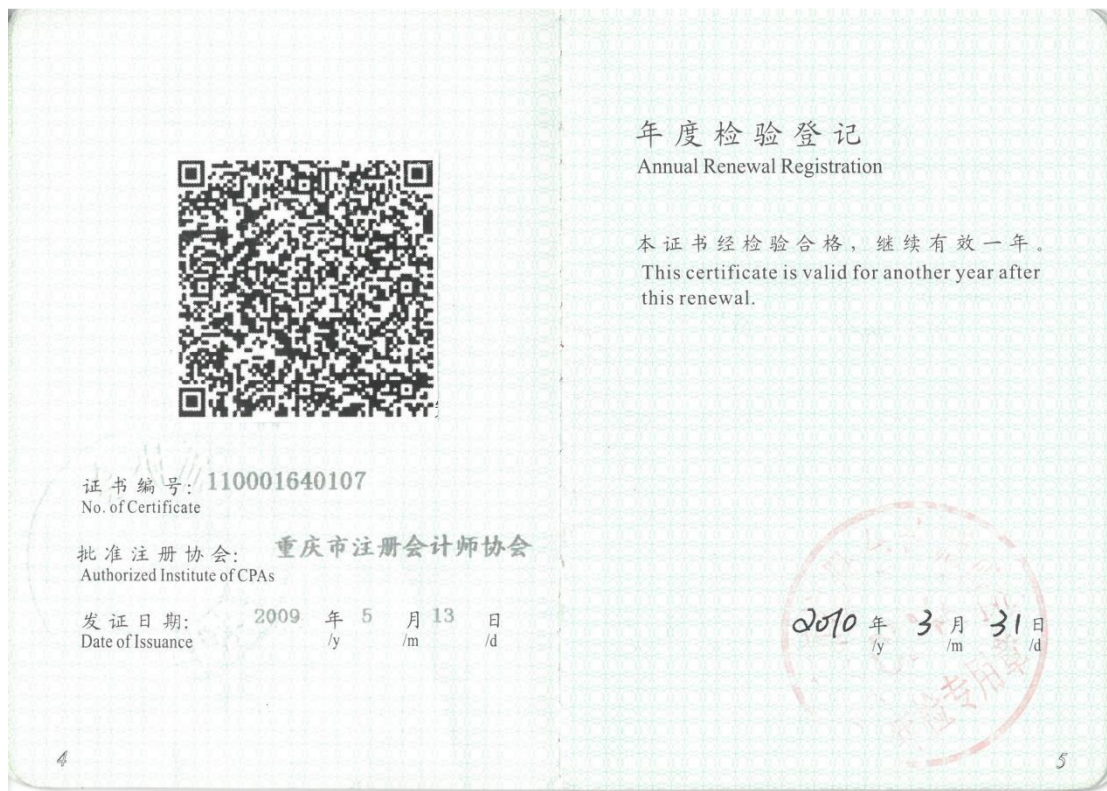 证书编号: 110001640107
No. of Certificate
批准注册协会: 重庆市注册会计师协会
Authorized Institute of CPAs
发证日期: 2009 年 5 月 13 日
Date of Issuance /y /m /d
4
年度检验登记
Annual Renewal Registration
本证书经检验合格，继续有效一年。
This certificate is valid for another year after
this renewal.
2010 年 3 月 31 日
/y /m /d
专用章
5